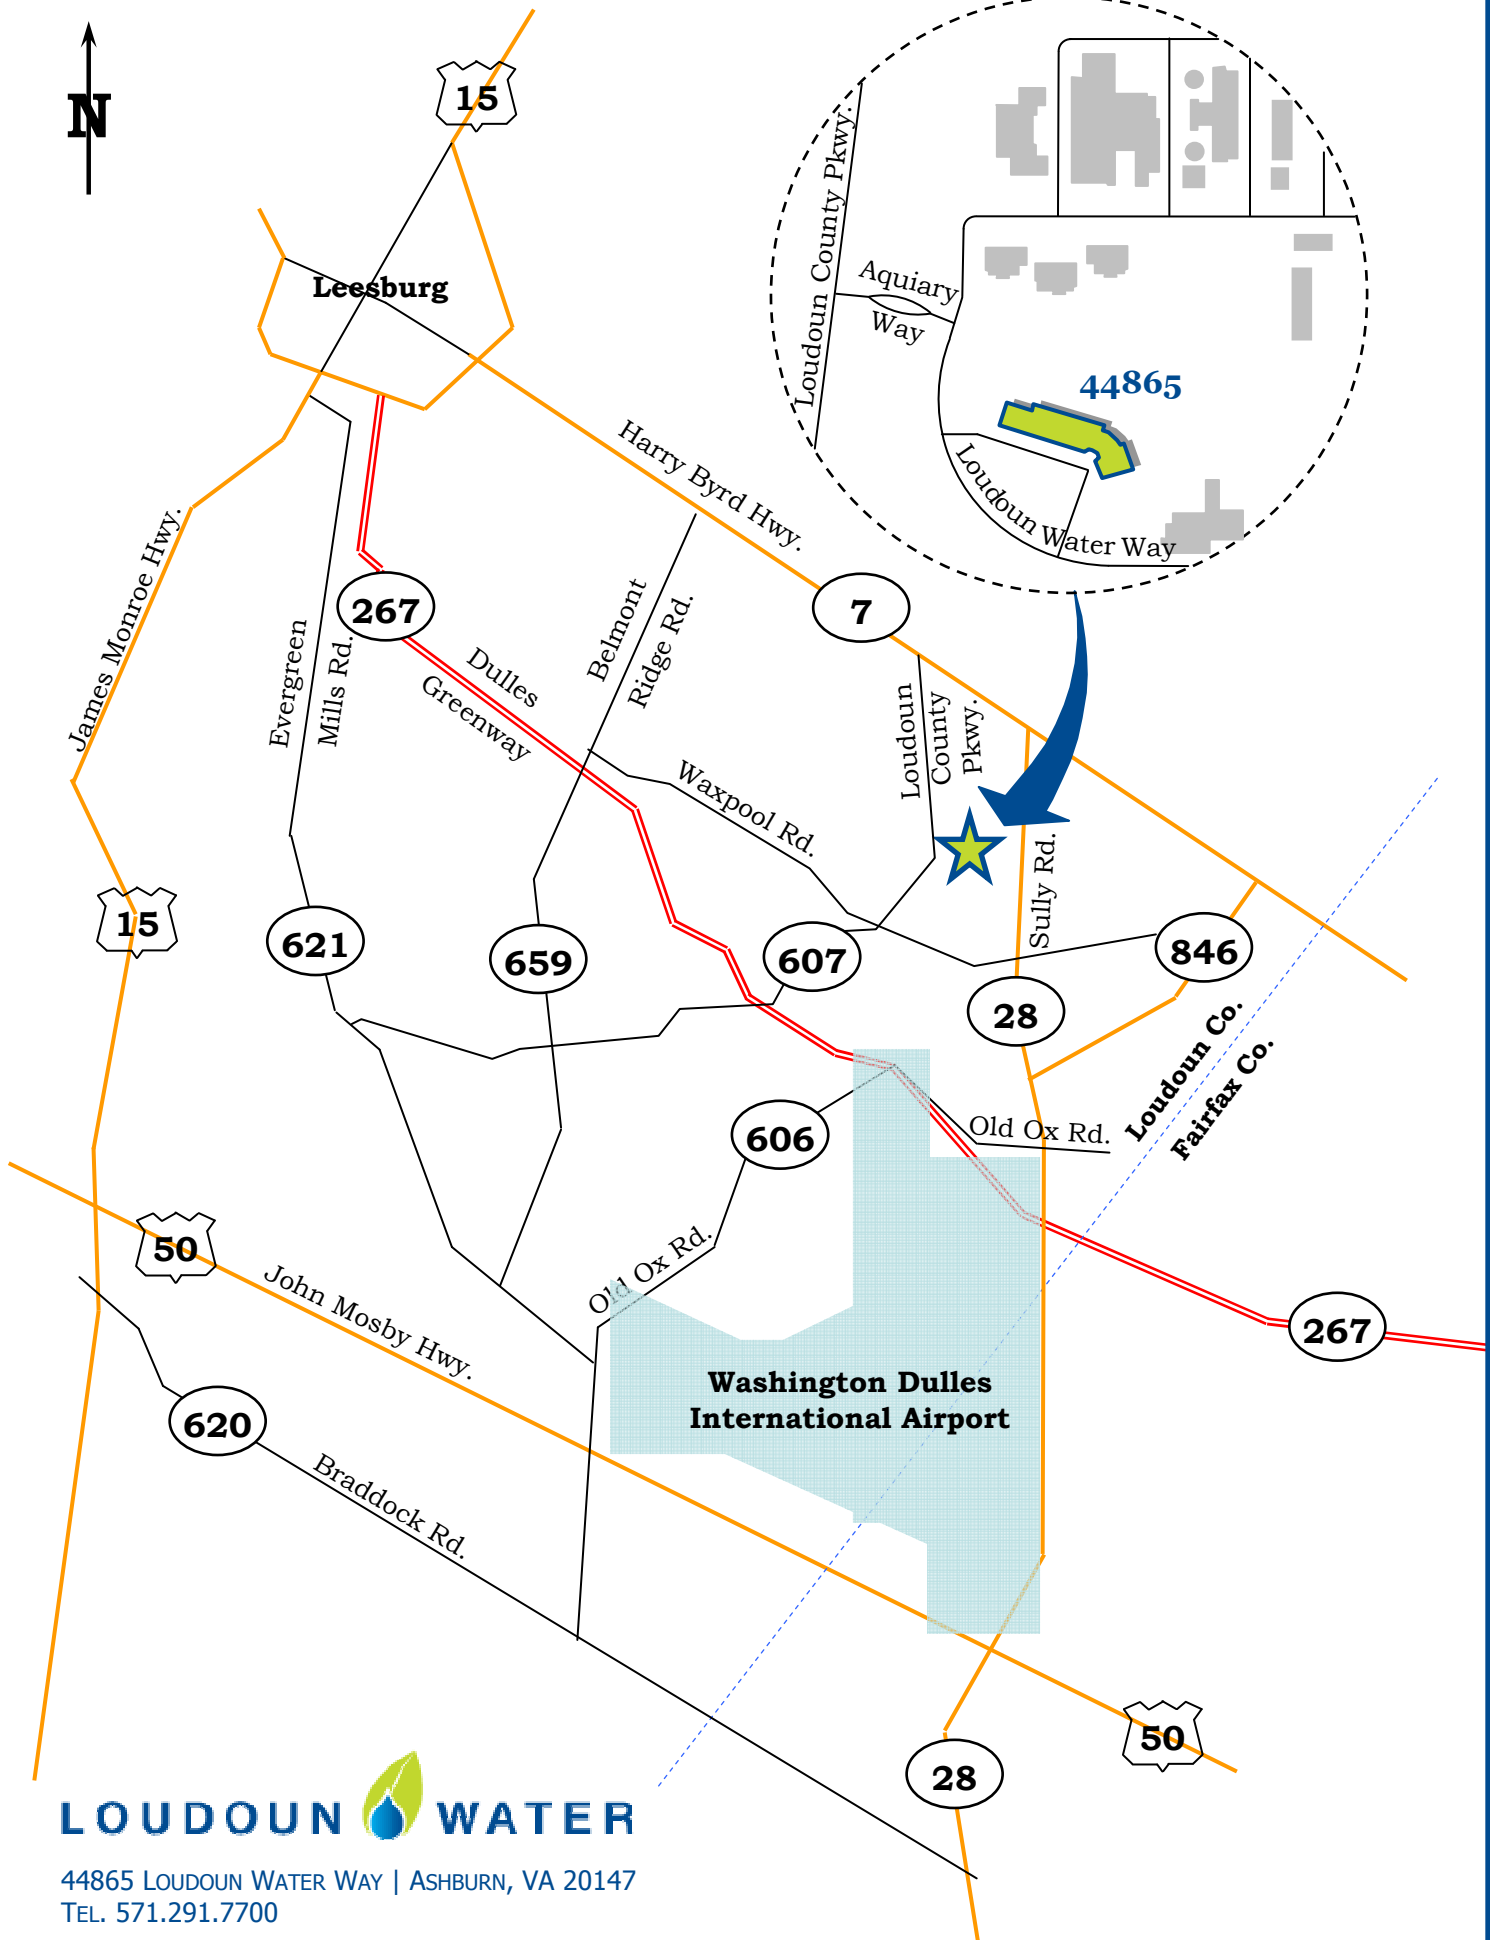 N
15
Leesburg
Loudoun County Pkwy.
Aquiary
Way
44865
Loudoun Water Way
Harry Byrd Hwy.
James Monroe Hwy.
Evergreen
Mills Rd.
267
Dulles
Greenway
Belmont
Ridge Rd.
7
Loudoun
County
Pkwy.
Waxpool Rd.
Sully Rd.
15
621
659
607
846
28
Loudoun Co.
Fairfax Co.
606
Old Ox Rd.
50
John Mosby Hwy.
Old Ox Rd.
267
Washington Dulles
International Airport
620
Braddock Rd.
50
28
LOUDOUN WATER
44865 LOUDOUN WATER WAY | ASHBURN, VA 20147
TEL. 571.291.7700